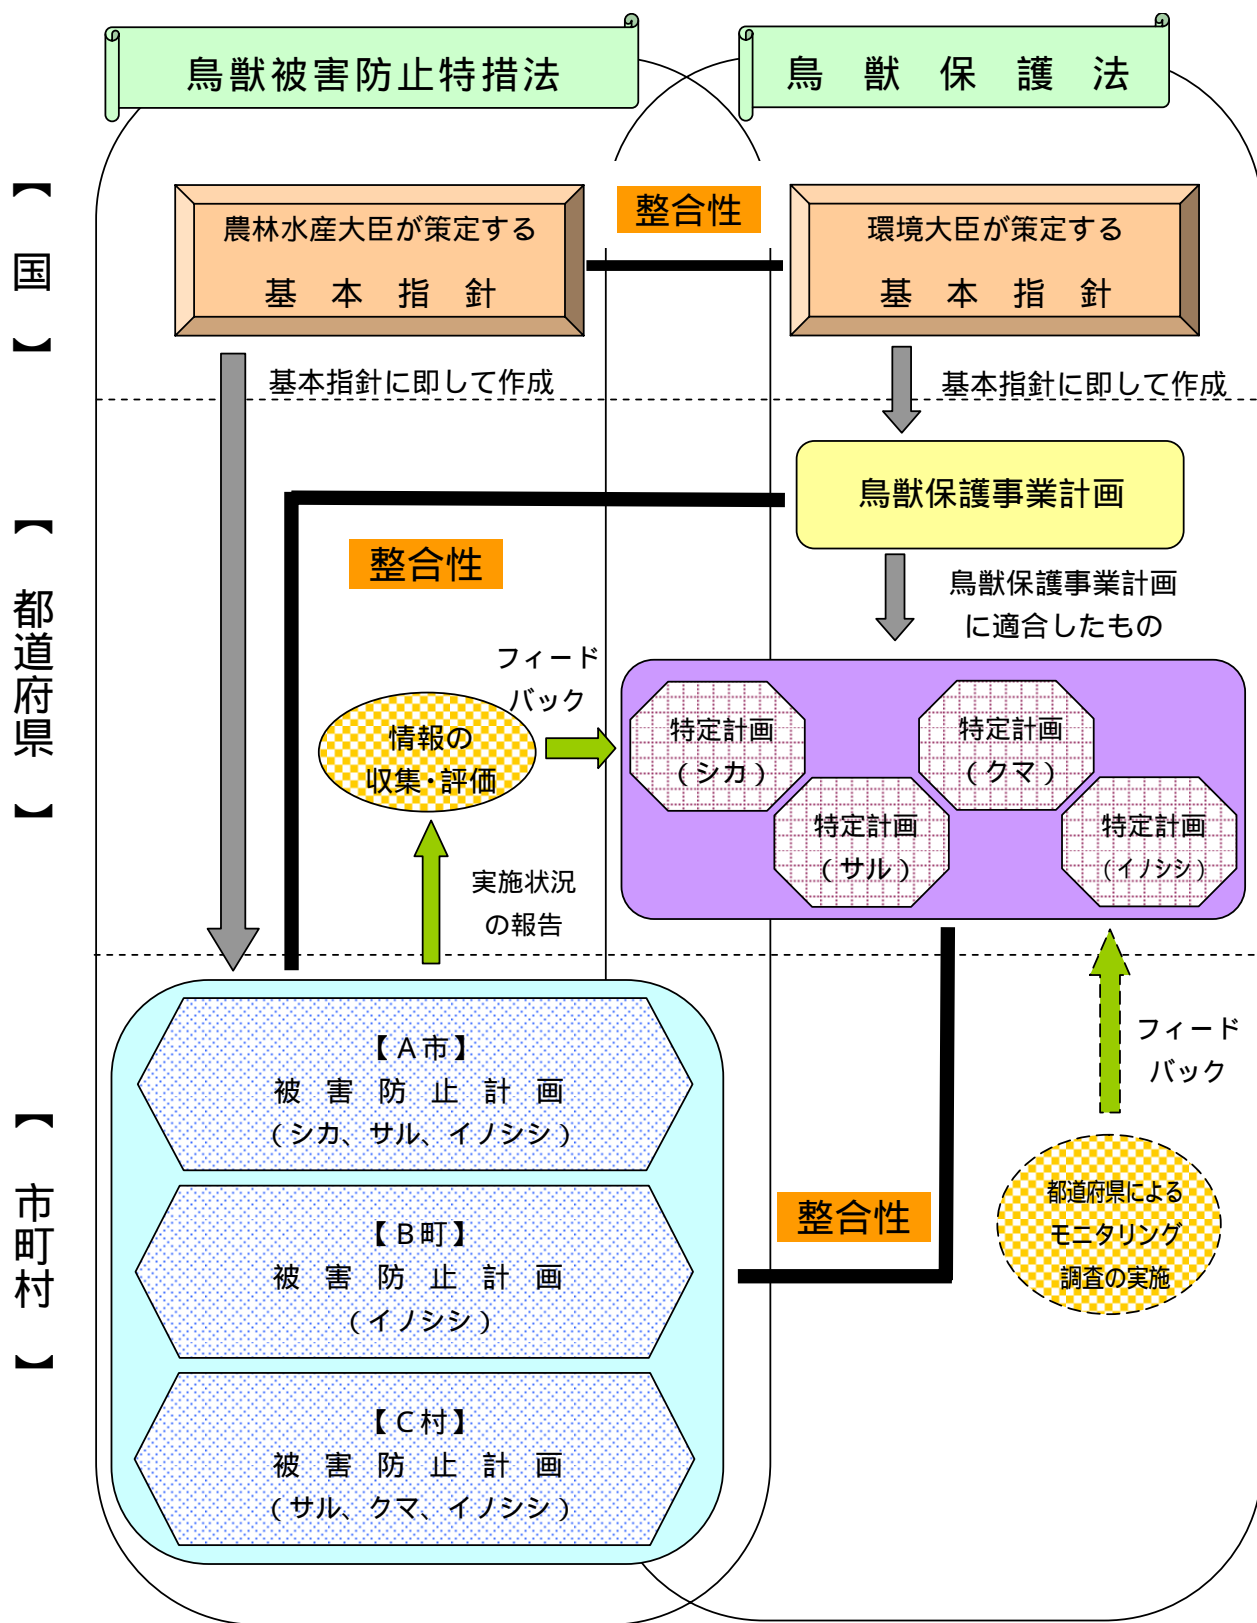 鳥獣被害防止特措法
鳥獣保護法
【国】
農林水産大臣が策定する
基本指針
整合性
環境大臣が策定する
基本指針
基本指針に即して作成
基本指針に即して作成
【都道府県】
鳥獣保護事業計画
整合性
鳥獣保護事業計画
に適合したもの
フィード
バック
情報の
収集・評価
特定計画
(シカ)
特定計画
(クマ)
特定計画
(サル)
特定計画
(イノシシ)
実施状況
の報告
【市町村】
【A市】
被害防止計画
(シカ、サル、イノシシ)
フィード
バック
【B町】
被害防止計画
(イノシシ)
整合性
都道府県による
モニタリング
調査の実施
【C村】
被害防止計画
(サル、クマ、イノシシ)